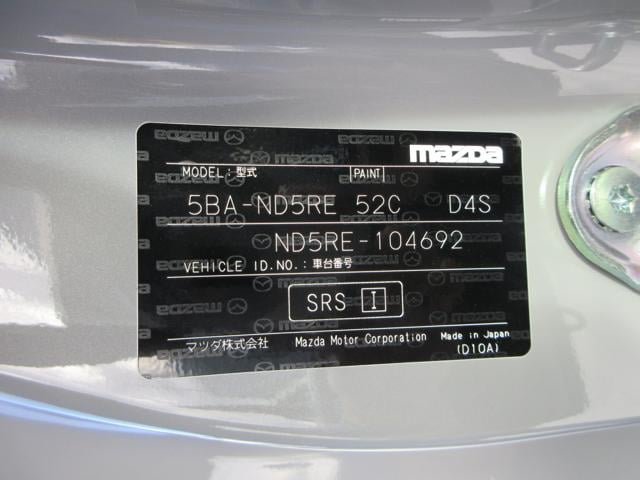 mazda
MODEL:型式 PAINT
5BA-ND5RE 52C D4S
ND5RE-104692
VEHICLE ID.NO.:車台番号
SRS I
マツダ株式会社 Mazda Motor Corporation Made in Japan
(D10A)